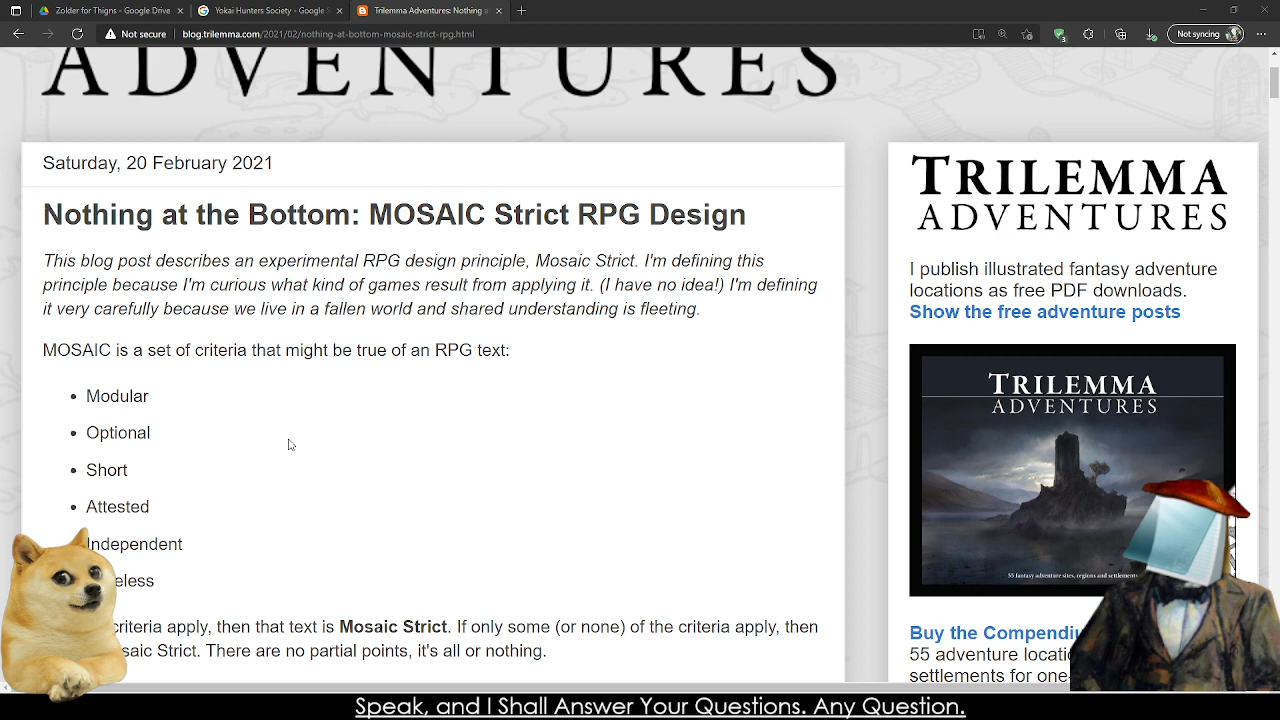 Zolder for Thigns - Google Drive
Yokai Hunters Society - Google S
Trilemma Adventures: Nothing a
Not secure
blog.trilemma.com/2021/02/nothing-at-bottom-mosaic-strict-rpg.html
Not syncing
ADVENTURES
Saturday, 20 February 2021
Nothing at the Bottom: MOSAIC Strict RPG Design
This blog post describes an experimental RPG design principle, Mosaic Strict. I'm defining this
principle because I'm curious what kind of games result from applying it. (I have no idea!) I'm defining
it very carefully because we live in a fallen world and shared understanding is fleeting.
MOSAIC is a set of criteria that might be true of an RPG text:
• Modular
• Optional
• Short
• Attested
Independent
eless
criteria apply, then that text is Mosaic Strict. If only some (or none) of the criteria apply, then
saic Strict. There are no partial points, it's all or nothing.
TRILEMMA
ADVENTURES
I publish illustrated fantasy adventure
locations as free PDF downloads.
Show the free adventure posts
TRILEMMA
ADVENTURES
55 fantasy adventure sites, regions and settlements
Buy the Compendiu
55 adventure locatio
settlements for one-
Speak, and I Shall Answer Your Questions. Any Question.